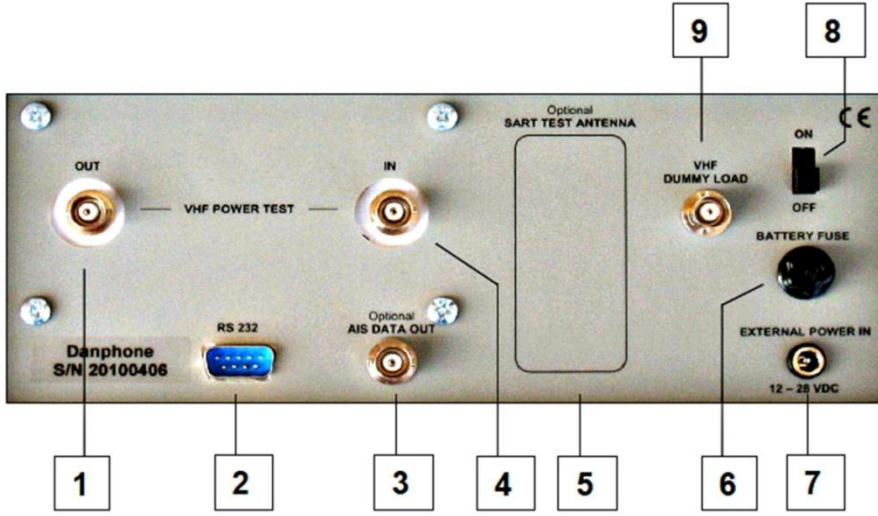 9
8
Optional
SART TEST ANTENNA
CE
ON
OUT
IN
VHF
DUMMY LOAD
VHF POWER TEST
OFF
BATTERY FUSE
RS 232
Optional
AIS DATA OUT
EXTERNAL POWER IN
Danphone
S/N 20100406
12 – 28 VDC
1
2
3
4
5
6
7